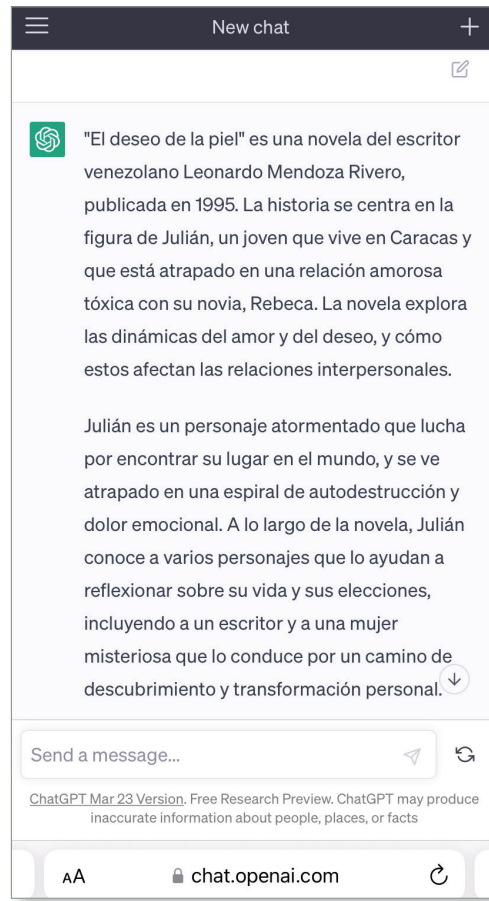 New chat
"El deseo de la piel" es una novela del escritor
venezolano Leonardo Mendoza Rivero,
publicada en 1995. La historia se centra en la
figura de Julián, un joven que vive en Caracas y
que está atrapado en una relación amorosa
tóxica con su novia, Rebeca. La novela explora
las dinámicas del amor y del deseo, y cómo
estos afectan las relaciones interpersonales.
Julián es un personaje atormentado que lucha
por encontrar su lugar en el mundo, y se ve
atrapado en una espiral de autodestrucción y
dolor emocional. A lo largo de la novela, Julián
conoce a varios personajes que lo ayudan a
reflexionar sobre su vida y sus elecciones,
incluyendo a un escritor y a una mujer
misteriosa que lo conduce por un camino de
descubrimiento y transformación personal.
Send a message...
ChatGPT Mar 23 Version. Free Research Preview. ChatGPT may produce
inaccurate information about people, places, or facts
AA chat.openai.com